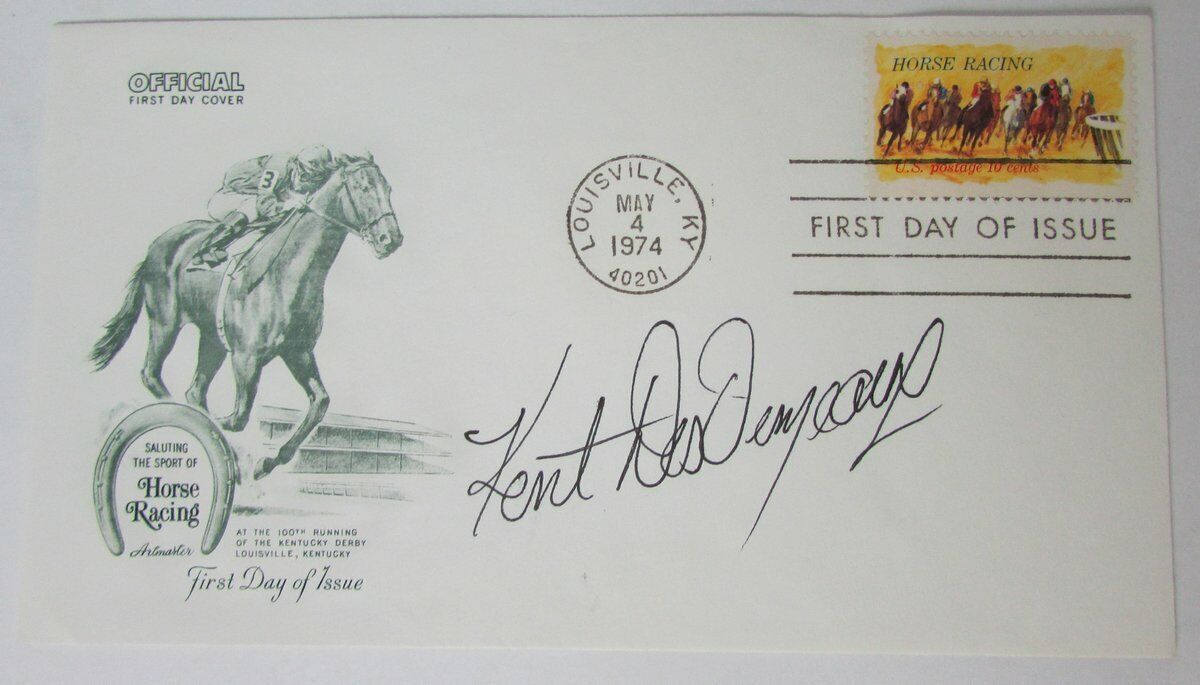 OFFICIAL
FIRST DAY COVER
HORSE RACING
U.S. postage 10 cents
LOUISVILLE, KY
MAY
4
1974
40201
FIRST DAY OF ISSUE
3
Kent Desormeaux
SALUTING
THE SPORT OF
Horse
Racing
Artmaster
AT THE 100TH RUNNING
OF THE KENTUCKY DERBY
LOUISVILLE, KENTUCKY
First Day of Issue